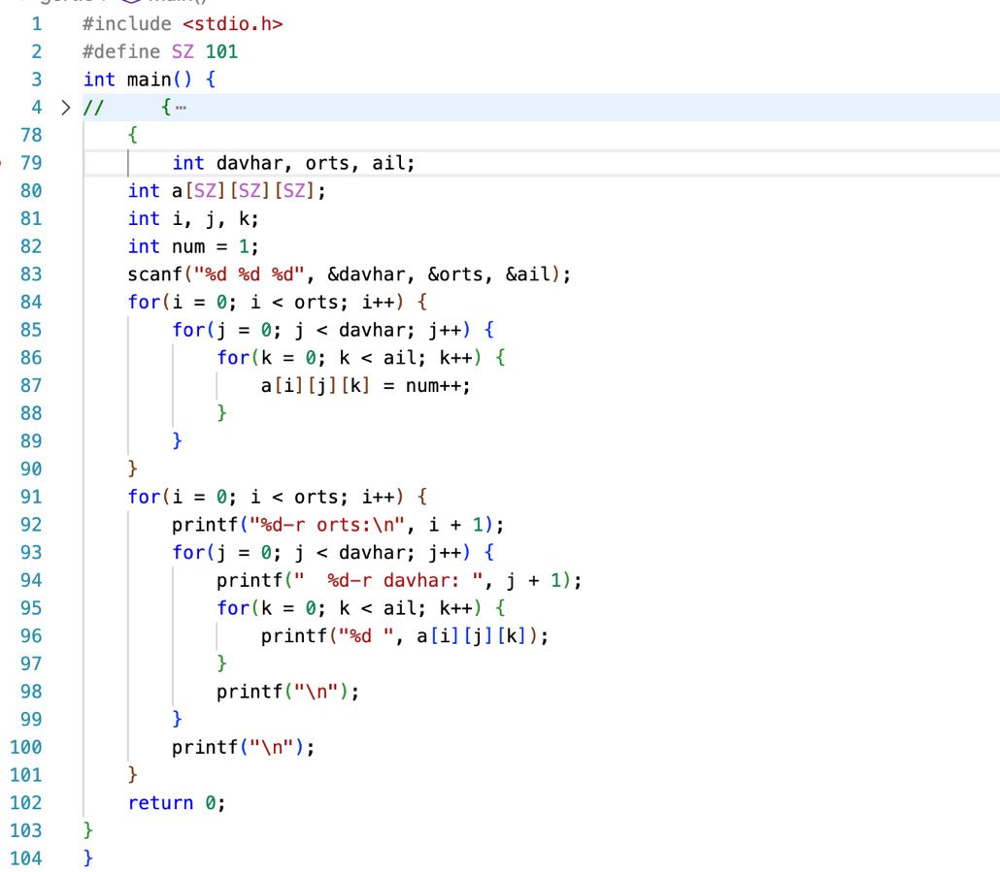 1 #include <stdio.h>
2 #define SZ 101
3 int main() {
4 > // {⋯
78 {
79 int davhar, orts, ail;
80 int a[SZ][SZ][SZ];
81 int i, j, k;
82 int num = 1;
83 scanf("%d %d %d", &davhar, &orts, &ail);
84 for(i = 0; i < orts; i++) {
85 for(j = 0; j < davhar; j++) {
86 for(k = 0; k < ail; k++) {
87 a[i][j][k] = num++;
88 }
89 }
90 }
91 for(i = 0; i < orts; i++) {
92 printf("%d-r orts:\n", i + 1);
93 for(j = 0; j < davhar; j++) {
94 printf("  %d-r davhar: ", j + 1);
95 for(k = 0; k < ail; k++) {
96 printf("%d ", a[i][j][k]);
97 }
98 printf("\n");
99 }
100 printf("\n");
101 }
102 return 0;
103 }
104 }